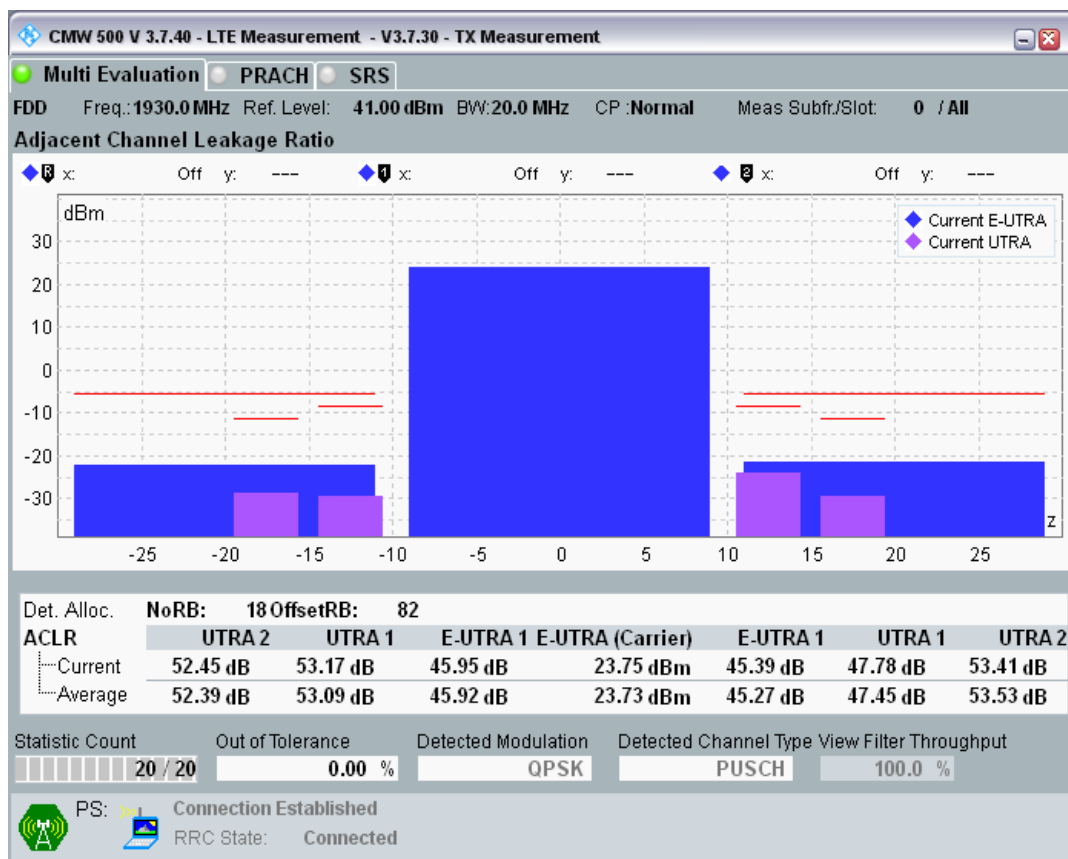 CMW 500 V 3.7.40 - LTE Measurement - V3.7.30 - TX Measurement
Multi Evaluation PRACH SRS
FDD Freq.: 1930.0 MHz Ref. Level: 41.00 dBm BW: 20.0 MHz CP : Normal Meas Subfr./Slot: 0 / All
Adjacent Channel Leakage Ratio
R x: Off y: --- 1 x: Off y: --- 2 x: Off y: ---
dBm
Current E-UTRA
Current UTRA
30
20
10
0
-10
-20
-30
z
-25 -20 -15 -10 -5 0 5 10 15 20 25
Det. Alloc. NoRB: 18 OffsetRB: 82
ACLR UTRA 2 UTRA 1 E-UTRA 1 E-UTRA (Carrier) E-UTRA 1 UTRA 1 UTRA 2
Current 52.45 dB 53.17 dB 45.95 dB 23.75 dBm 45.39 dB 47.78 dB 53.41 dB
Average 52.39 dB 53.09 dB 45.92 dB 23.73 dBm 45.27 dB 47.45 dB 53.53 dB
Statistic Count Out of Tolerance Detected Modulation Detected Channel Type View Filter Throughput
20 / 20 0.00 % QPSK PUSCH 100.0 %
PS: Connection Established
RRC State: Connected